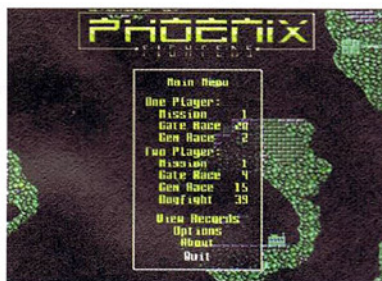 PHOENIX
FIGHTERS
Main Menu
One Player:
Mission 1
Gate Race 20
Gem Race 2
Two Player:
Mission 1
Gate Race 4
Gem Race 15
Dogfight 39
View Records
Options
About
Quit